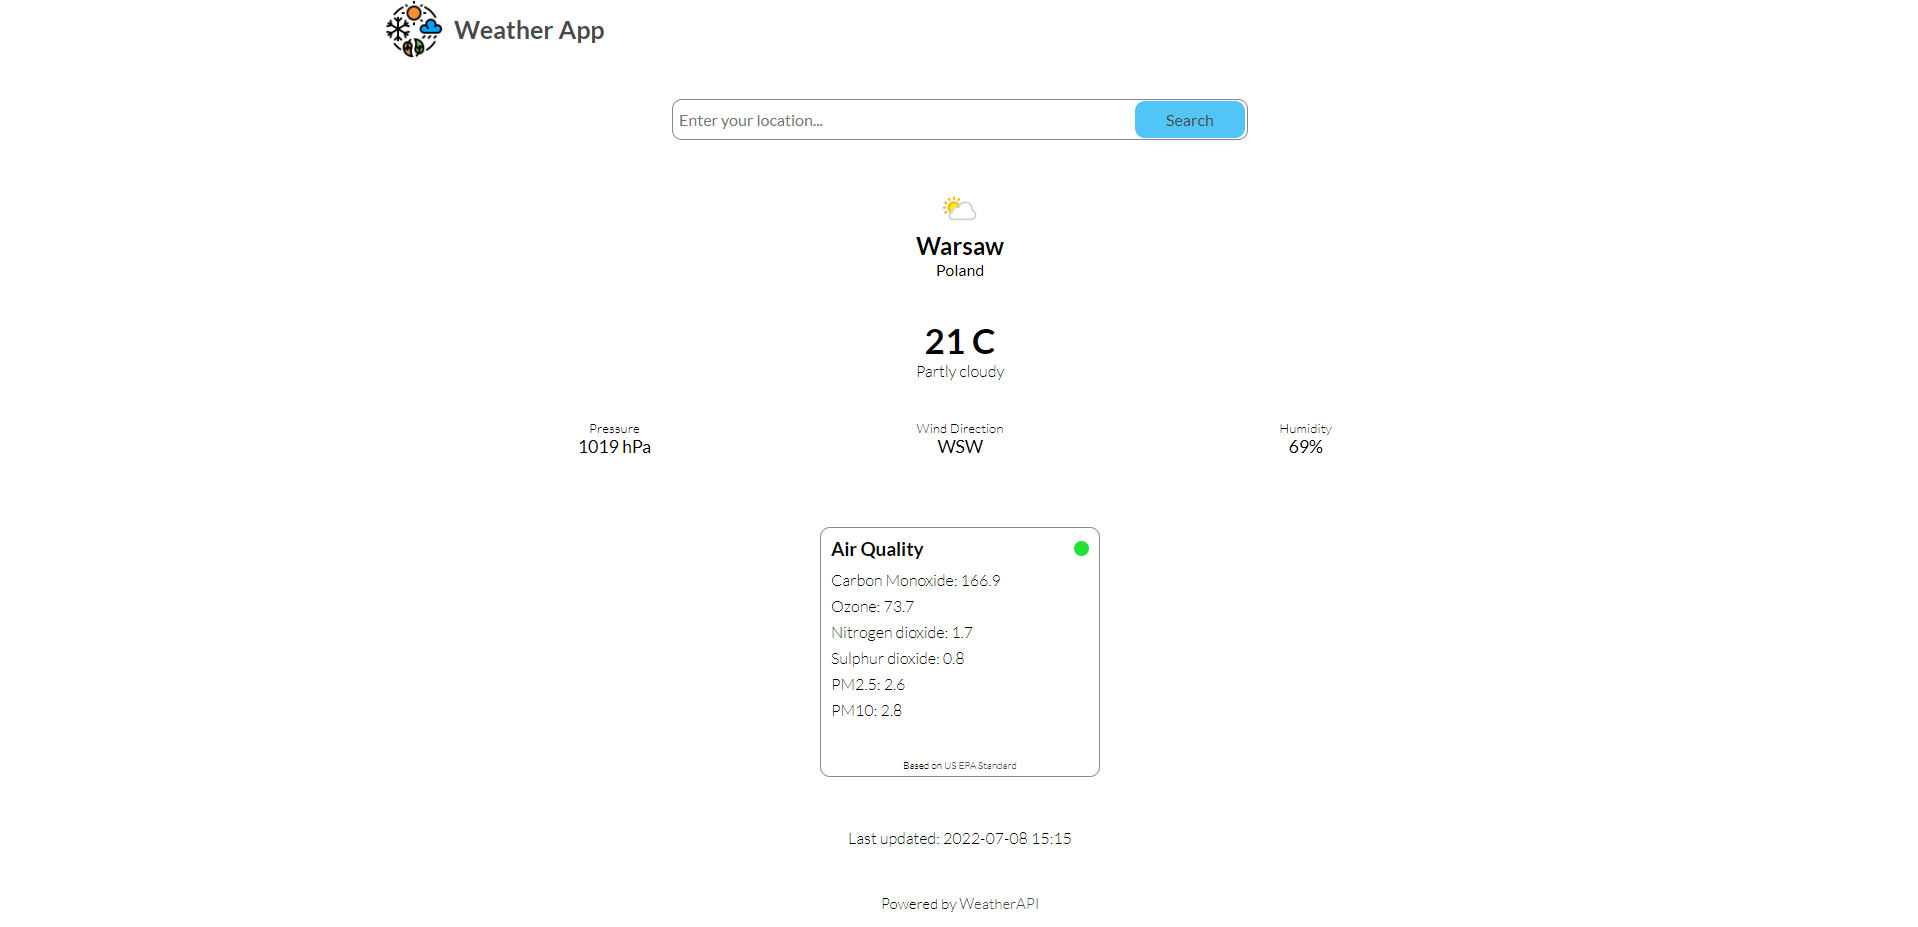 Weather App
Enter your location...
Search
Warsaw
Poland
21 C
Partly cloudy
Pressure
1019 hPa
Wind Direction
WSW
Humidity
69%
Air Quality
Carbon Monoxide: 166.9
Ozone: 73.7
Nitrogen dioxide: 1.7
Sulphur dioxide: 0.8
PM2.5: 2.6
PM10: 2.8
Based on US EPA Standard
Last updated: 2022-07-08 15:15
Powered by WeatherAPI